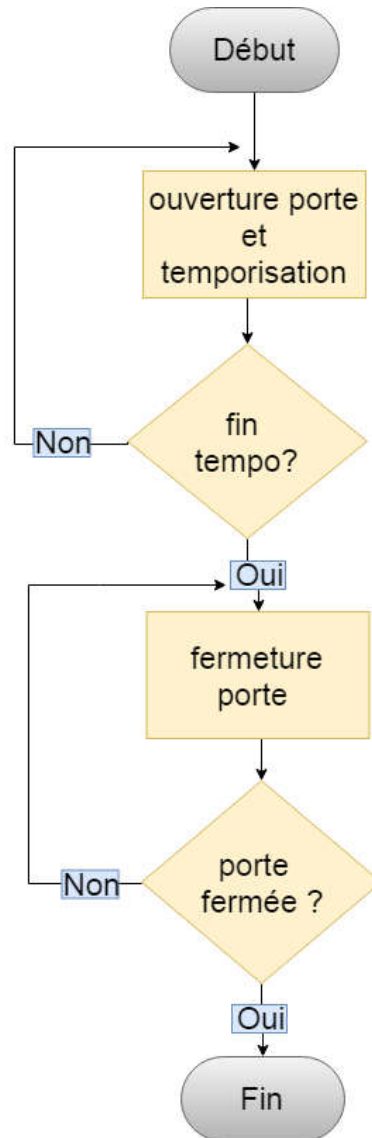 Début
ouverture porte
et
temporisation
fin
tempo?
Non
Oui
fermeture
porte
porte
fermée ?
Non
Oui
Fin